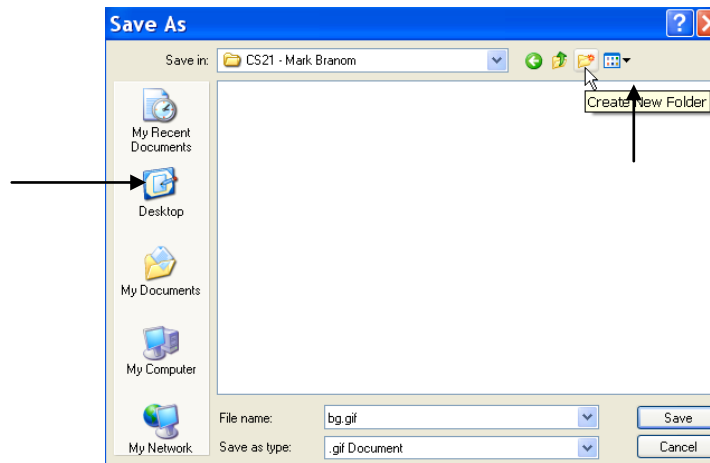 Save As
Save in:
CS21 - Mark Branom
Create New Folder
My Recent
Documents
Desktop
My Documents
My Computer
My Network
File name:
bg.gif
Save
Save as type:
.gif Document
Cancel